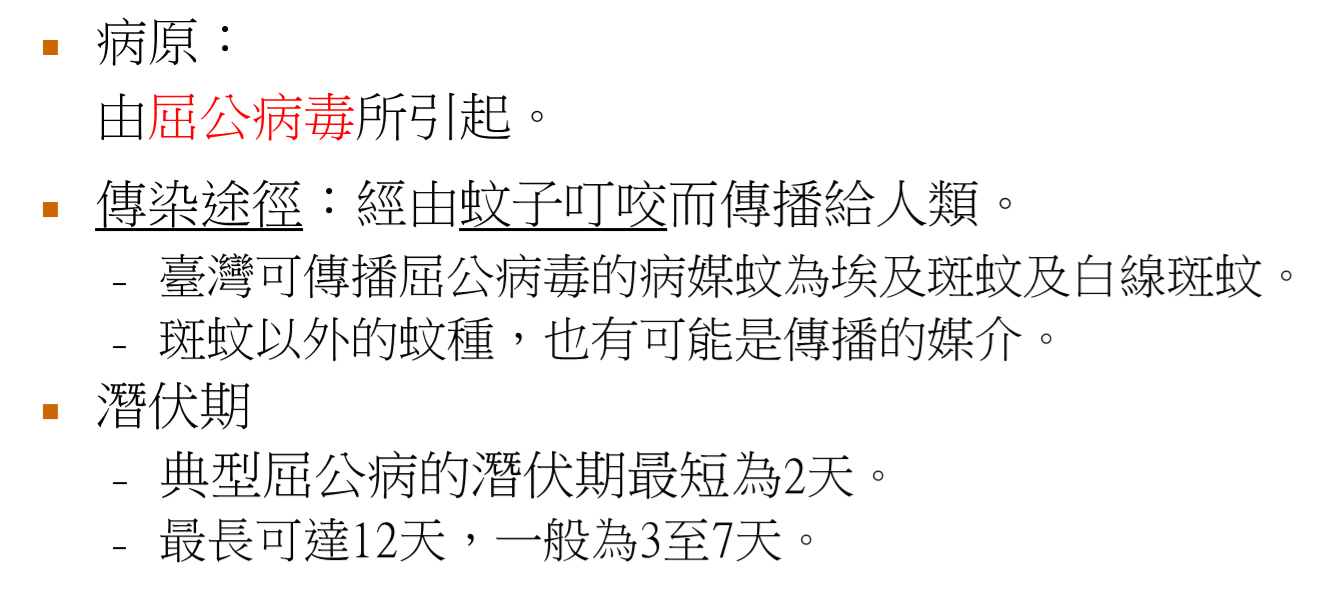 ▪ 病原：
由屈公病毒所引起。
▪ 傳染途徑：經由蚊子叮咬而傳播給人類。
– 臺灣可傳播屈公病毒的病媒蚊為埃及斑蚊及白線斑蚊。
– 斑蚊以外的蚊種，也有可能是傳播的媒介。
▪ 潛伏期
– 典型屈公病的潛伏期最短為2天。
– 最長可達12天，一般為3至7天。